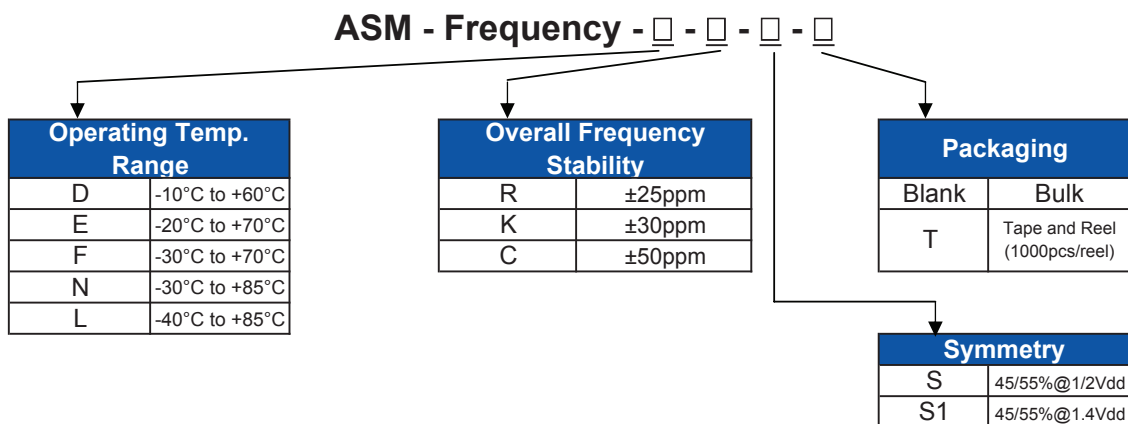 ASM - Frequency - □ - □ - □ - □
Operating Temp.
Range
D -10°C to +60°C
E -20°C to +70°C
F -30°C to +70°C
N -30°C to +85°C
L -40°C to +85°C
Overall Frequency
Stability
R ±25ppm
K ±30ppm
C ±50ppm
Packaging
Blank Bulk
T Tape and Reel
(1000pcs/reel)
Symmetry
S 45/55%@1/2Vdd
S1 45/55%@1.4Vdd